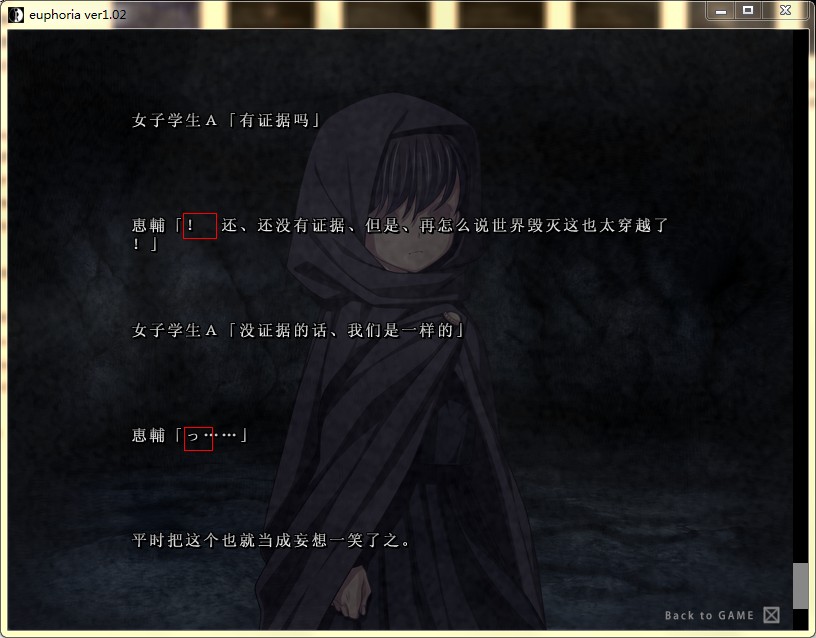 euphoria ver1.02
女子学生Ａ「有证据吗」
惠輔「！　还、还没有证据、但是、再怎么说世界毁灭这也太穿越了
！」
女子学生Ａ「没证据的话、我们是一样的」
惠輔「っ……」
平时把这个也就当成妄想一笑了之。
Back to GAME